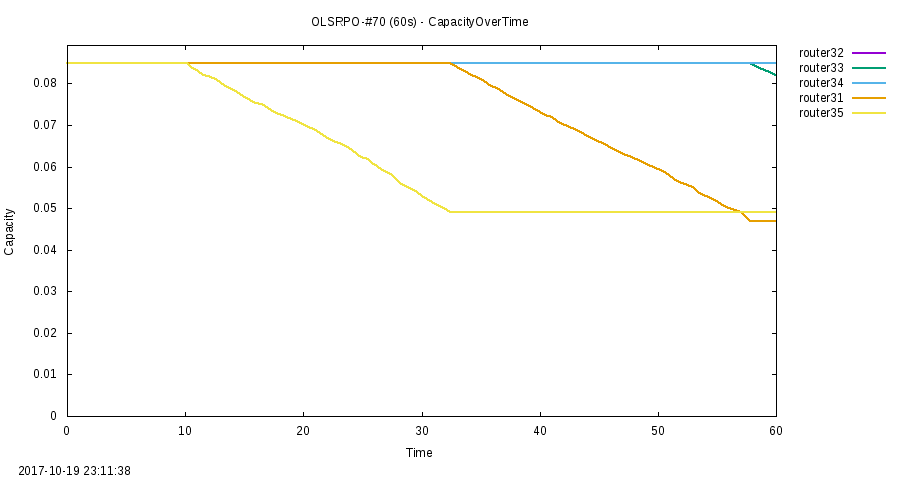 OLSRPO-#70 (60s) - CapacityOverTime
router32
router33
router34
router31
router35
0.08
0.07
0.06
0.05
0.04
0.03
0.02
0.01
0
Capacity
0 10 20 30 40 50 60
Time
2017-10-19 23:11:38